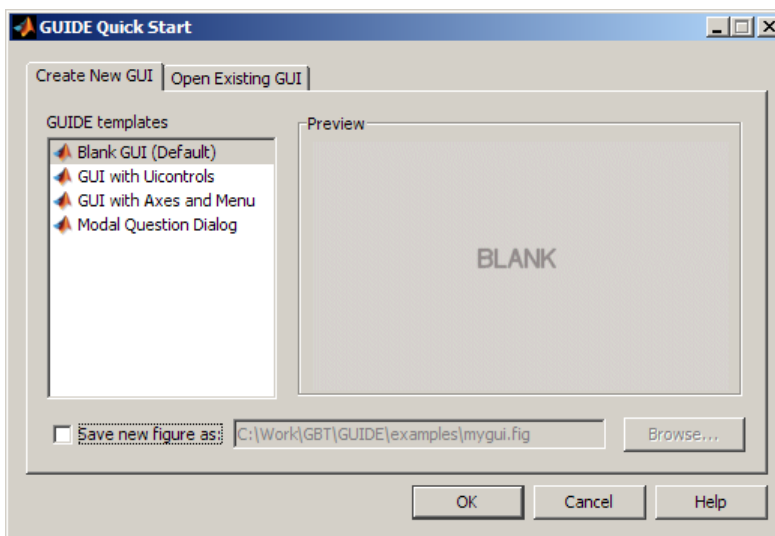 GUIDE Quick Start
Create New GUI
Open Existing GUI
GUIDE templates
Blank GUI (Default)
GUI with Uicontrols
GUI with Axes and Menu
Modal Question Dialog
Preview
BLANK
Save new figure as:
C:\Work\GBT\GUIDE\examples\mygui.fig
Browse...
OK
Cancel
Help